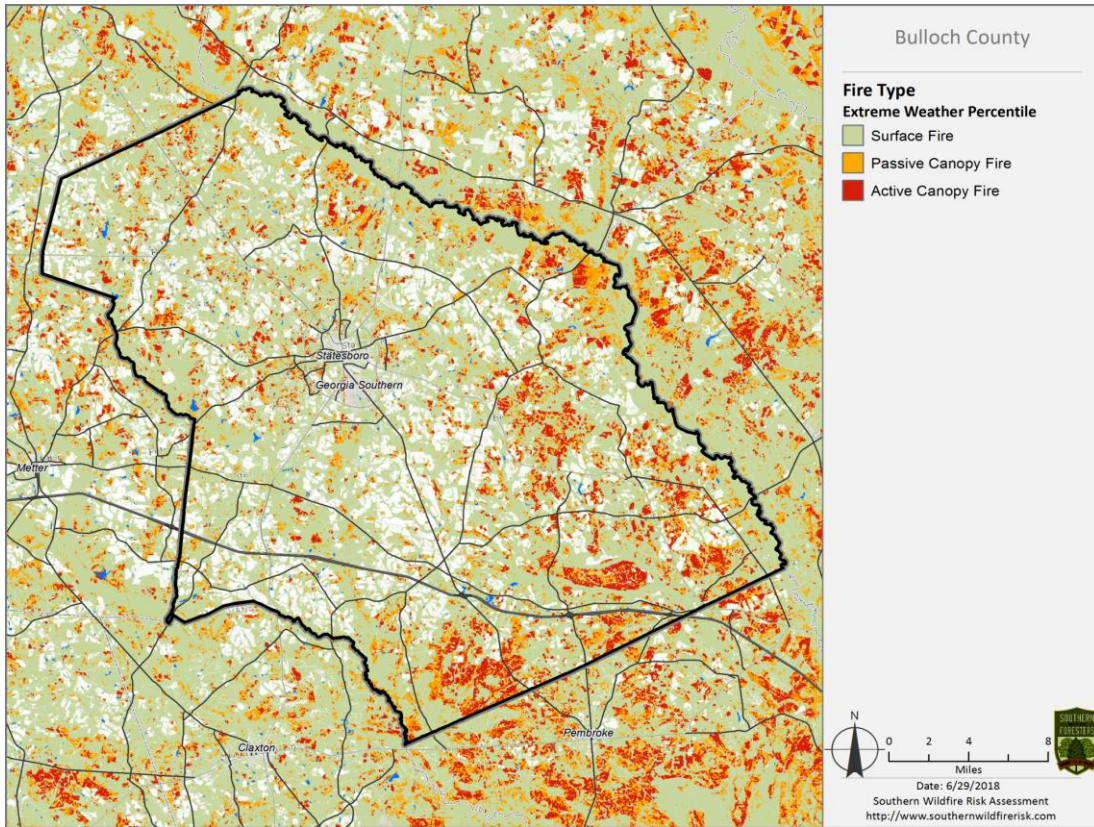 Bulloch County
Fire Type
Extreme Weather Percentile
Surface Fire
Passive Canopy Fire
Active Canopy Fire
Statesboro
Georgia Southern
Metter
Claxton
Pembroke
N
0 2 4 8
Miles
Date: 6/29/2018
Southern Wildfire Risk Assessment
http://www.southernwildfirerisk.com
SOUTHERN
FORESTERS